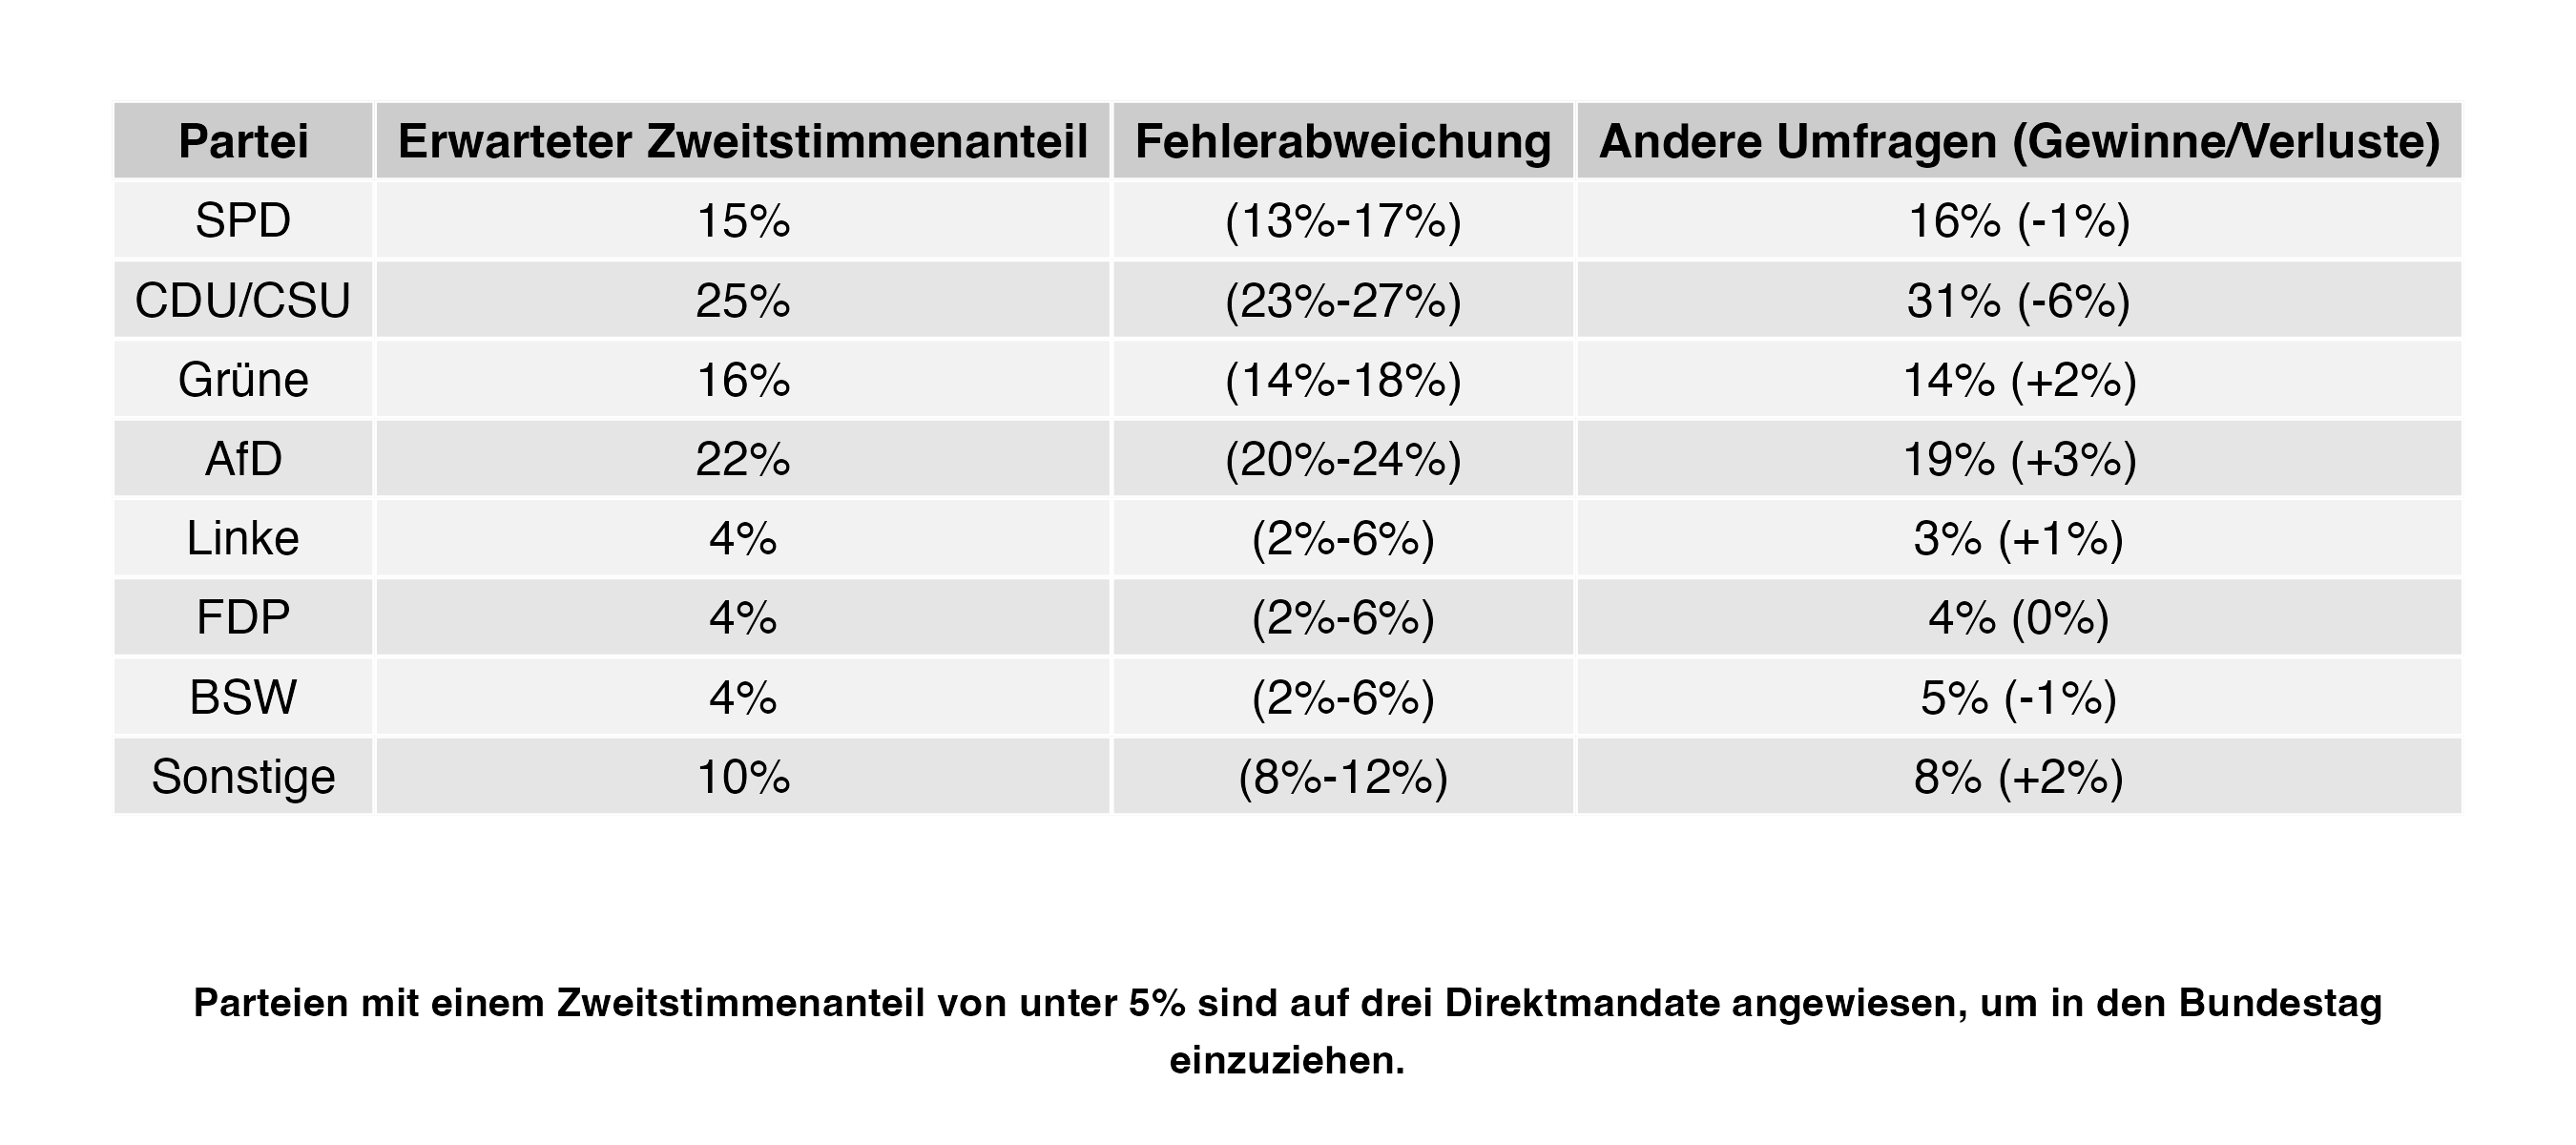 Partei Erwarteter Zweitstimmenanteil Fehlerabweichung Andere Umfragen (Gewinne/Verluste)
SPD 15% (13%-17%) 16% (-1%)
CDU/CSU 25% (23%-27%) 31% (-6%)
Grüne 16% (14%-18%) 14% (+2%)
AfD 22% (20%-24%) 19% (+3%)
Linke 4% (2%-6%) 3% (+1%)
FDP 4% (2%-6%) 4% (0%)
BSW 4% (2%-6%) 5% (-1%)
Sonstige 10% (8%-12%) 8% (+2%)
Parteien mit einem Zweitstimmenanteil von unter 5% sind auf drei Direktmandate angewiesen, um in den Bundestag
einzuziehen.